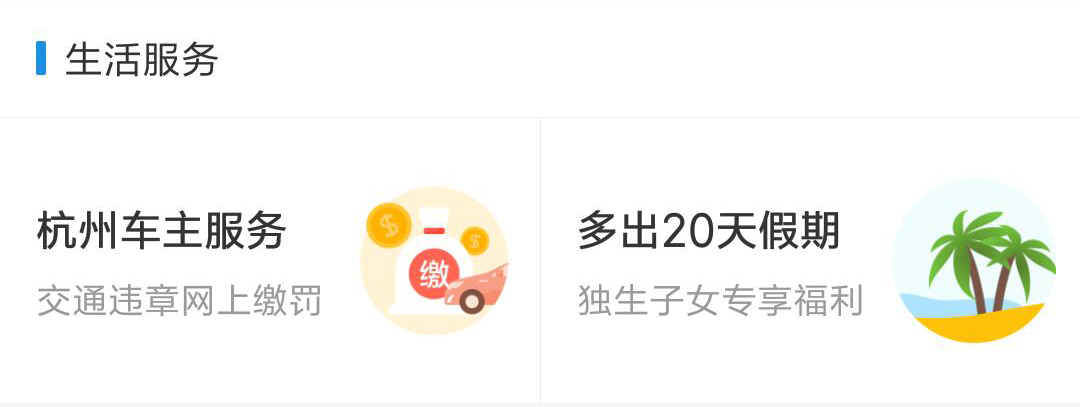 生活服务
杭州车主服务
交通违章网上缴罚
缴
多出20天假期
独生子女专享福利